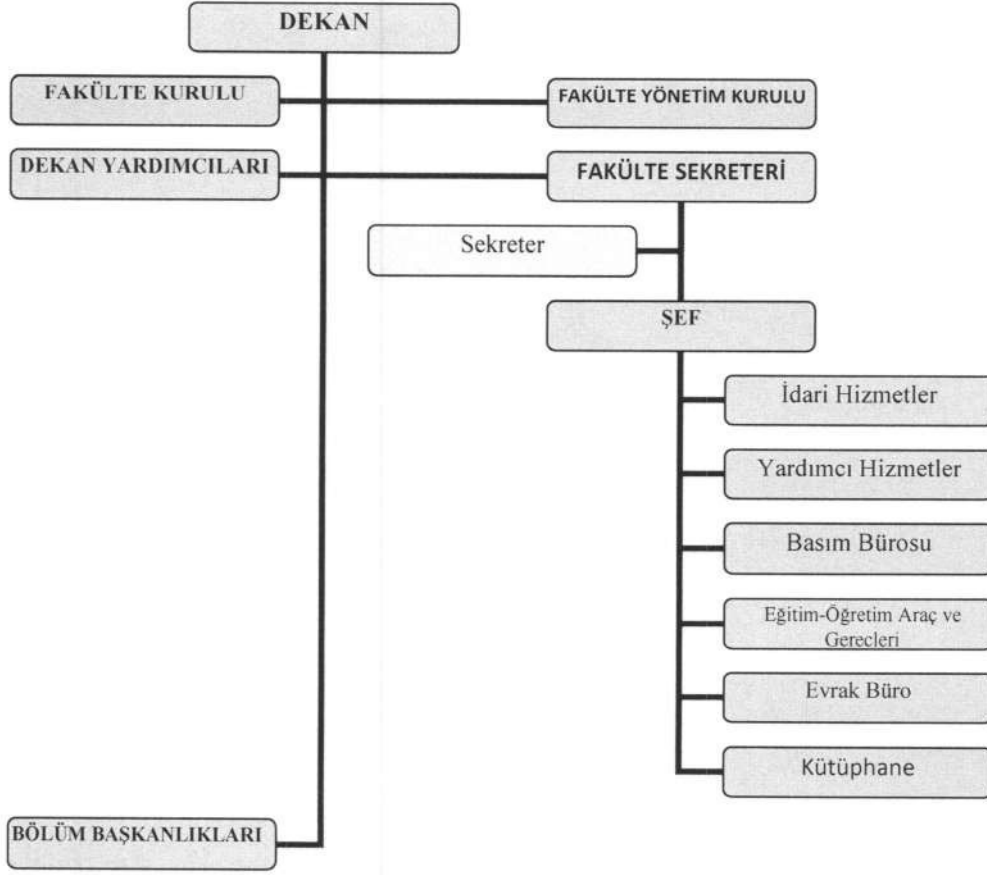 DEKAN
FAKÜLTE KURULU
FAKÜLTE YÖNETİM KURULU
DEKAN YARDIMCILARI
FAKÜLTE SEKRETERİ
Sekreter
ŞEF
İdari Hizmetler
Yardımcı Hizmetler
Basım Bürosu
Eğitim-Öğretim Araç ve
Gereçleri
Evrak Büro
Kütüphane
BÖLÜM BAŞKANLIKLARI